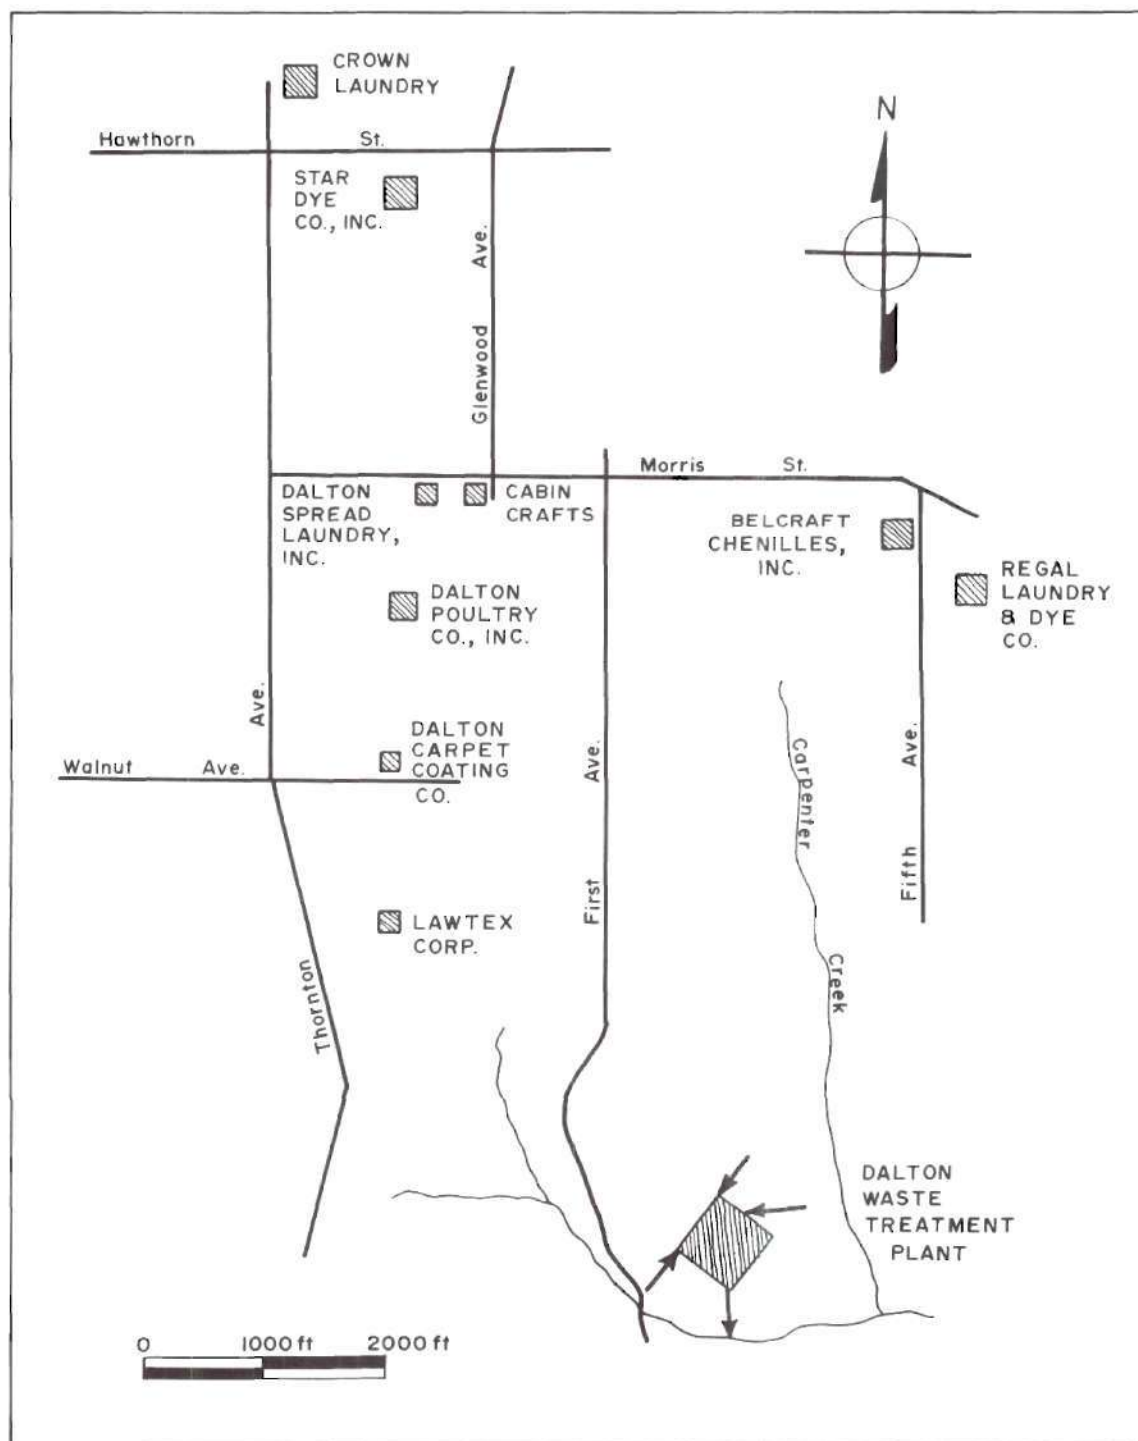 CROWN
LAUNDRY
N
Hawthorn St.
STAR
DYE
CO., INC.
Glenwood Ave.
Morris St.
DALTON
SPREAD
LAUNDRY,
INC.
CABIN
CRAFTS
BELCRAFT
CHENILLES,
INC.
REGAL
LAUNDRY
& DYE
CO.
DALTON
POULTRY
CO., INC.
Thornton Ave.
DALTON
CARPET
COATING
CO.
Walnut Ave.
First Ave.
Carpenter Creek
Fifth Ave.
LAWTEX
CORP.
DALTON
WASTE
TREATMENT
PLANT
0 1000 ft 2000 ft